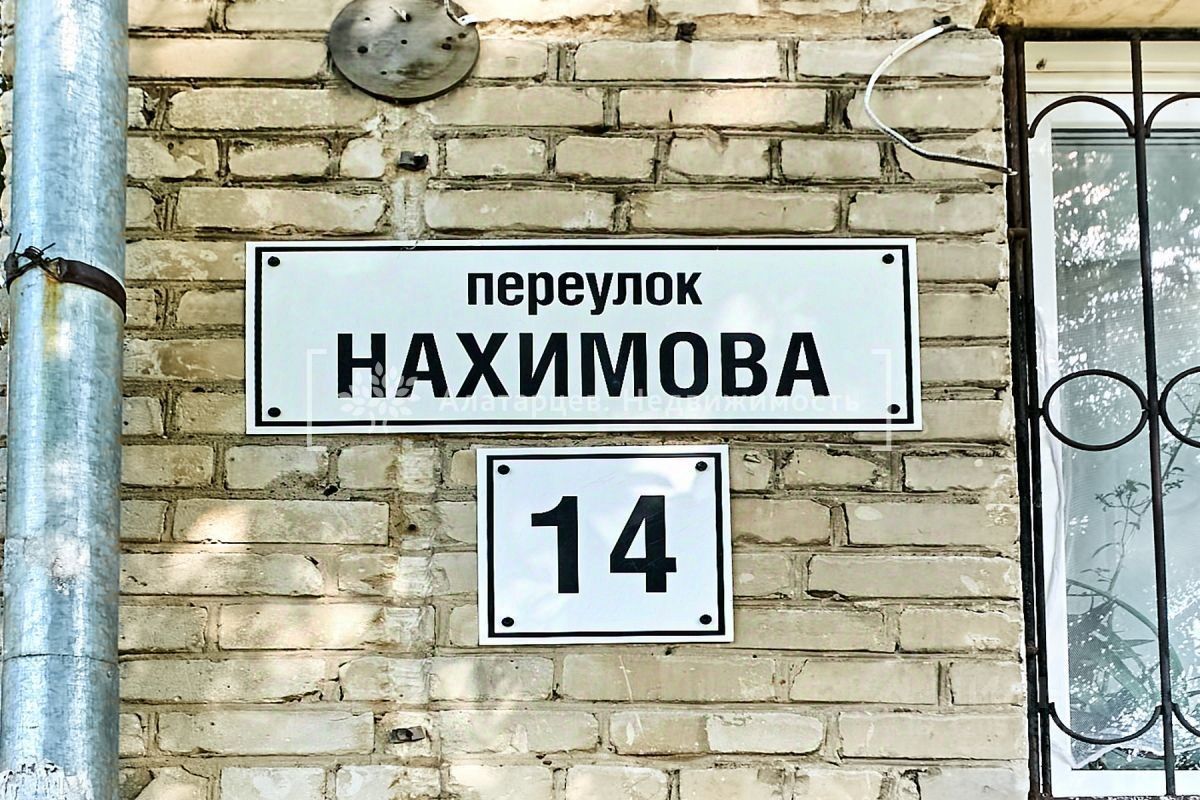 переулок
НАХИМОВА
Алатарцев. Недвижимость
14